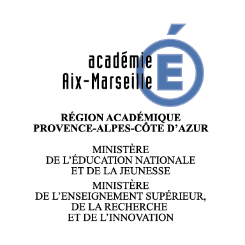 académie
Aix-Marseille
É
RÉGION ACADÉMIQUE
PROVENCE-ALPES-CÔTE D'AZUR
MINISTÈRE
DE L'ÉDUCATION NATIONALE
ET DE LA JEUNESSE
MINISTÈRE
DE L'ENSEIGNEMENT SUPÉRIEUR,
DE LA RECHERCHE
ET DE L'INNOVATION